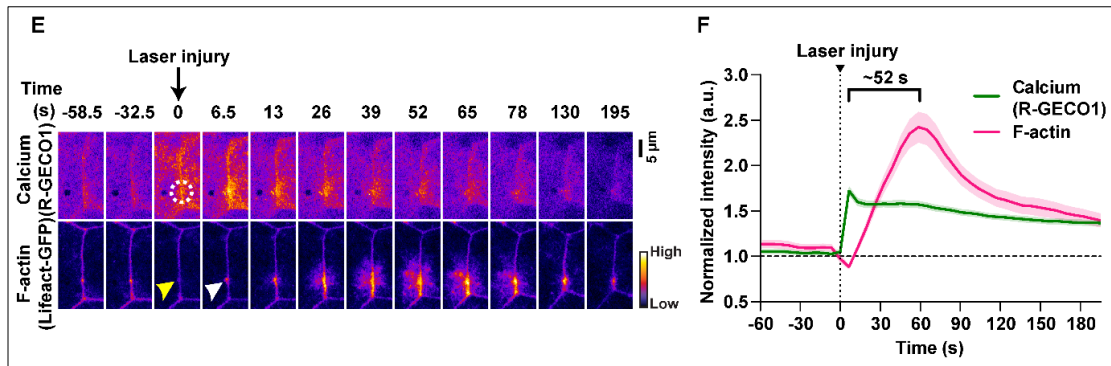 E
Laser injury
Time
(s) -58.5 -32.5 0 6.5 13 26 39 52 65 78 130 195
Calcium
(R-GECO1)
5 µm
F-actin
(Lifeact-GFP)
High
Low
F
Laser injury
~52 s
Calcium
(R-GECO1)
F-actin
Normalized intensity (a.u.)
3.0
2.5
2.0
1.5
1.0
0.5
-60 -30 0 30 60 90 120 150 180
Time (s)